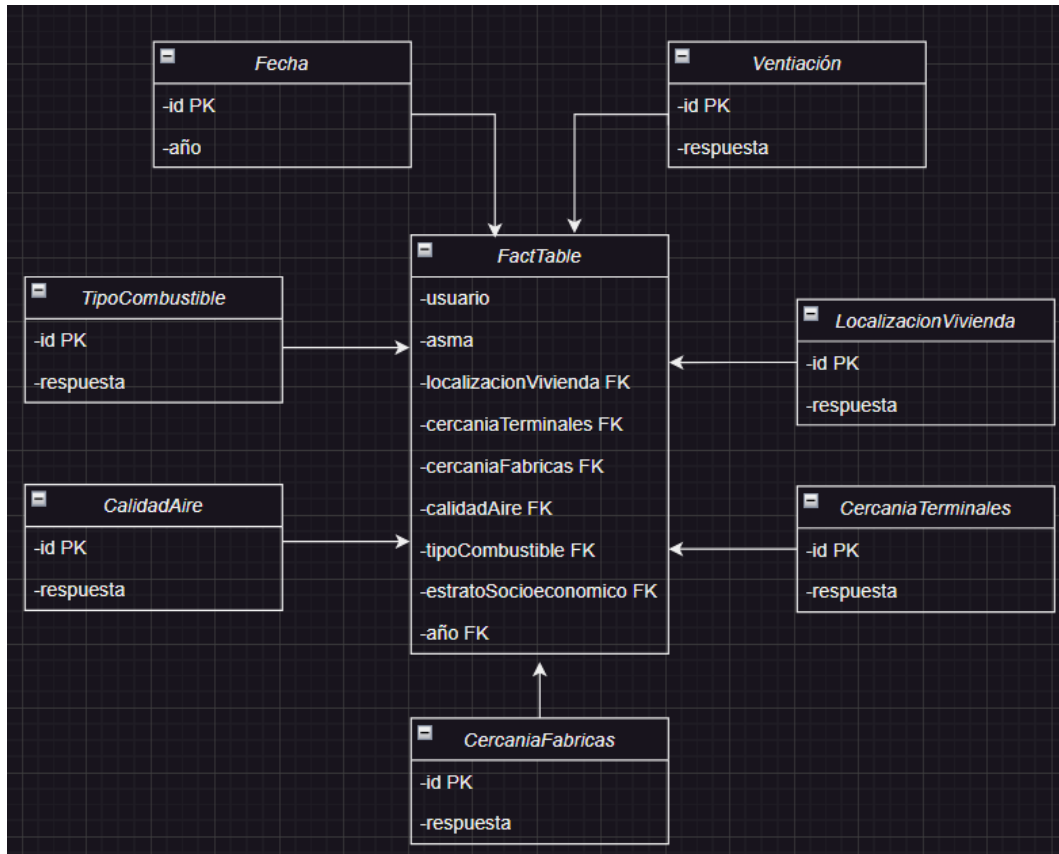 Fecha
-id PK
-año
Ventiación
-id PK
-respuesta
FactTable
-usuario
-asma
-localizacionVivienda FK
-cercaniaTerminales FK
-cercaniaFabricas FK
-calidadAire FK
-tipoCombustible FK
-estratoSocioeconomico FK
-año FK
TipoCombustible
-id PK
-respuesta
LocalizacionVivienda
-id PK
-respuesta
CalidadAire
-id PK
-respuesta
CercaniaTerminales
-id PK
-respuesta
CercaniaFabricas
-id PK
-respuesta